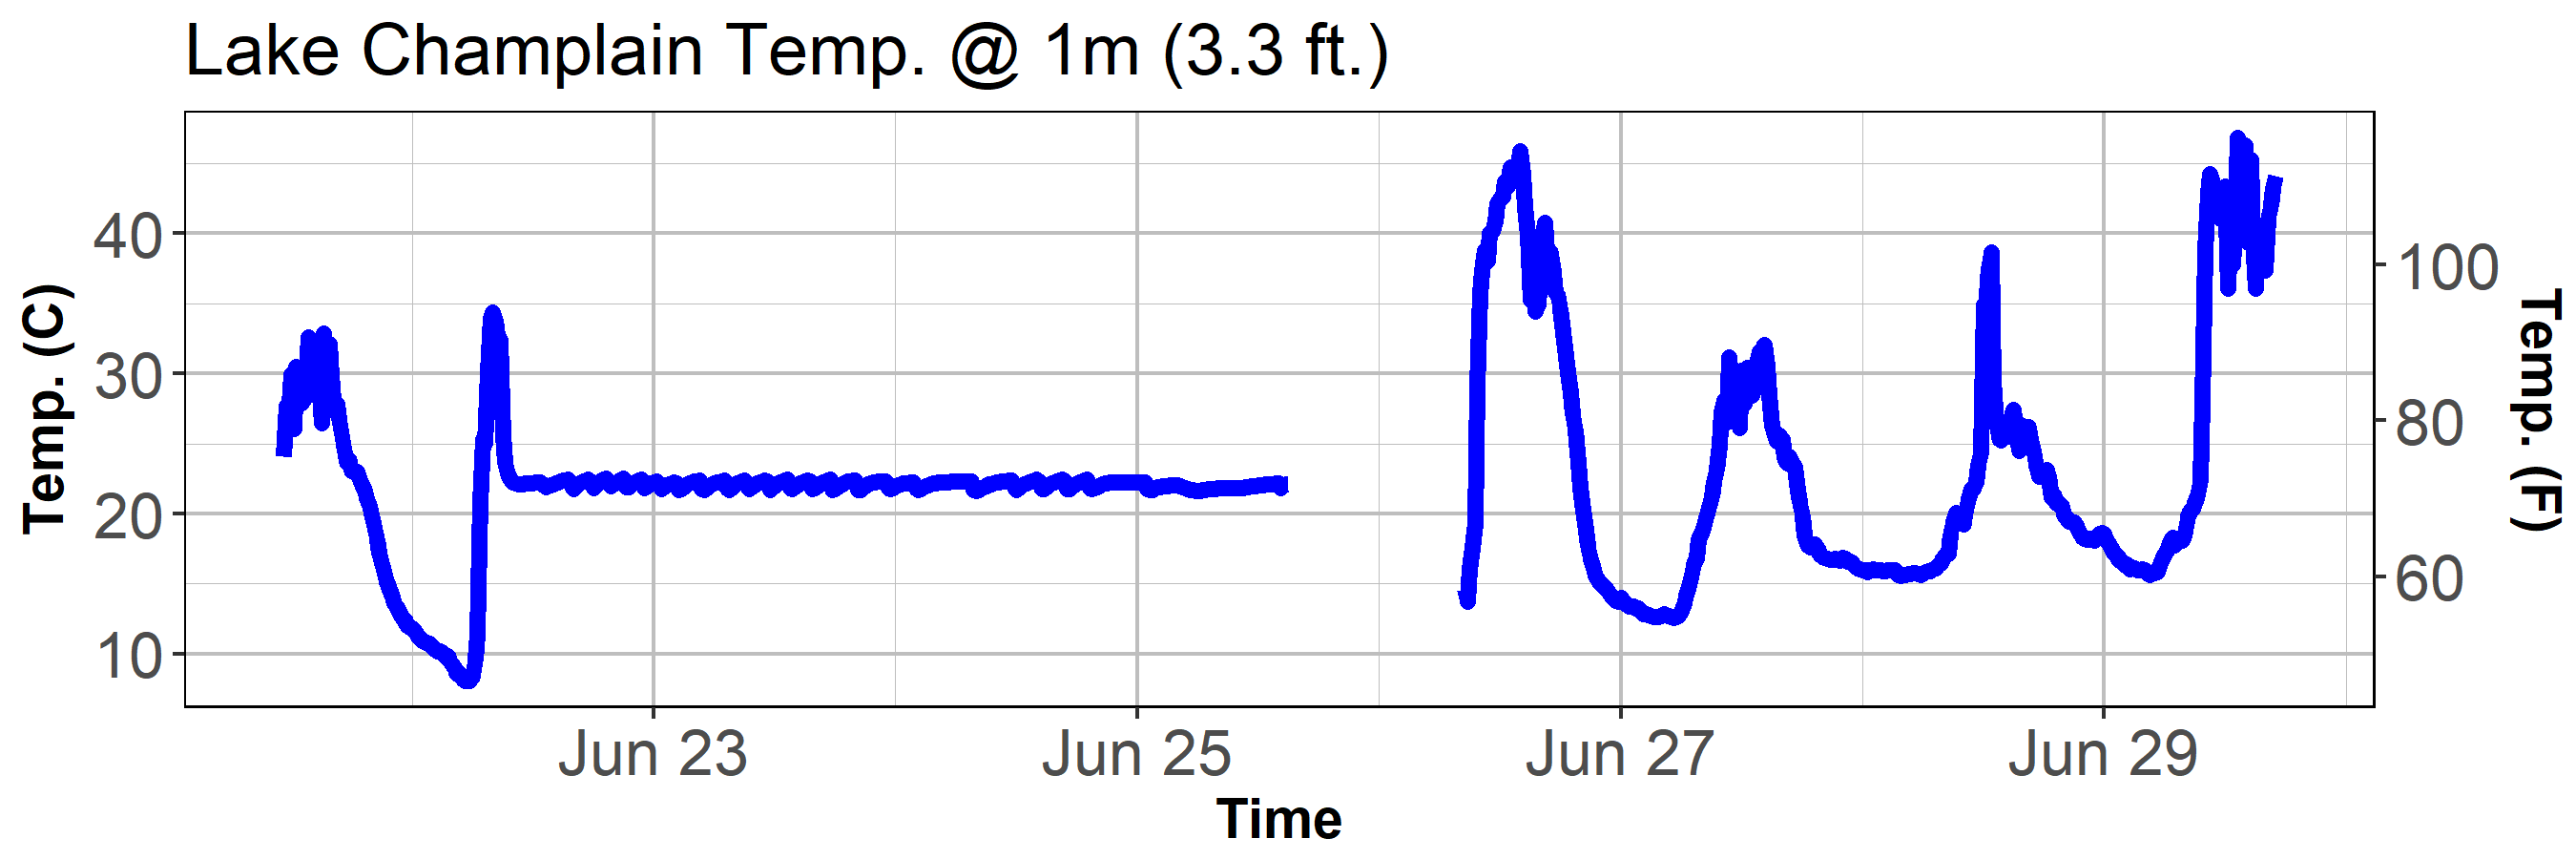 Lake Champlain Temp. @ 1m (3.3 ft.)
Temp. (C)
40
30
20
10
100
80
60
Temp. (F)
Jun 23
Jun 25
Jun 27
Jun 29
Time